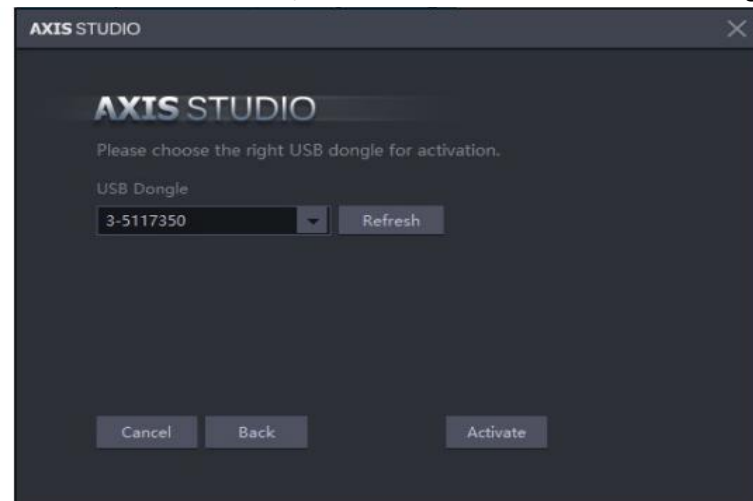 AXIS STUDIO
AXIS STUDIO
Please choose the right USB dongle for activation.
USB Dongle
3-5117350 Refresh
Cancel Back Activate